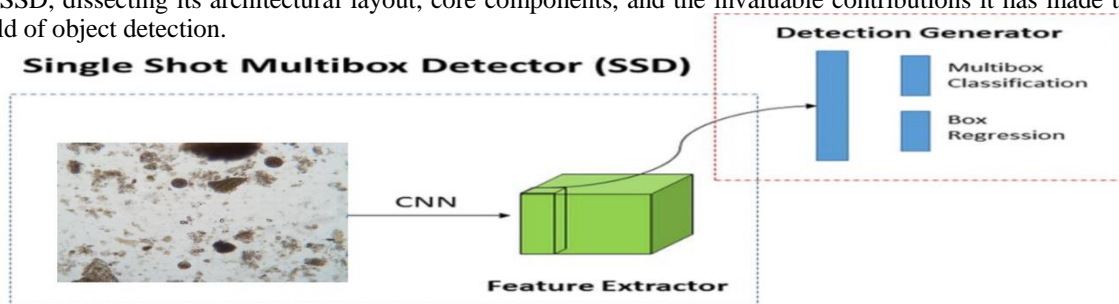 SSD, dissecting its architectural layout, core components, and the invaluable contributions it has made
ld of object detection.
Single Shot Multibox Detector (SSD)
Detection Generator
Multibox
Classification
Box
Regression
CNN
Feature Extractor